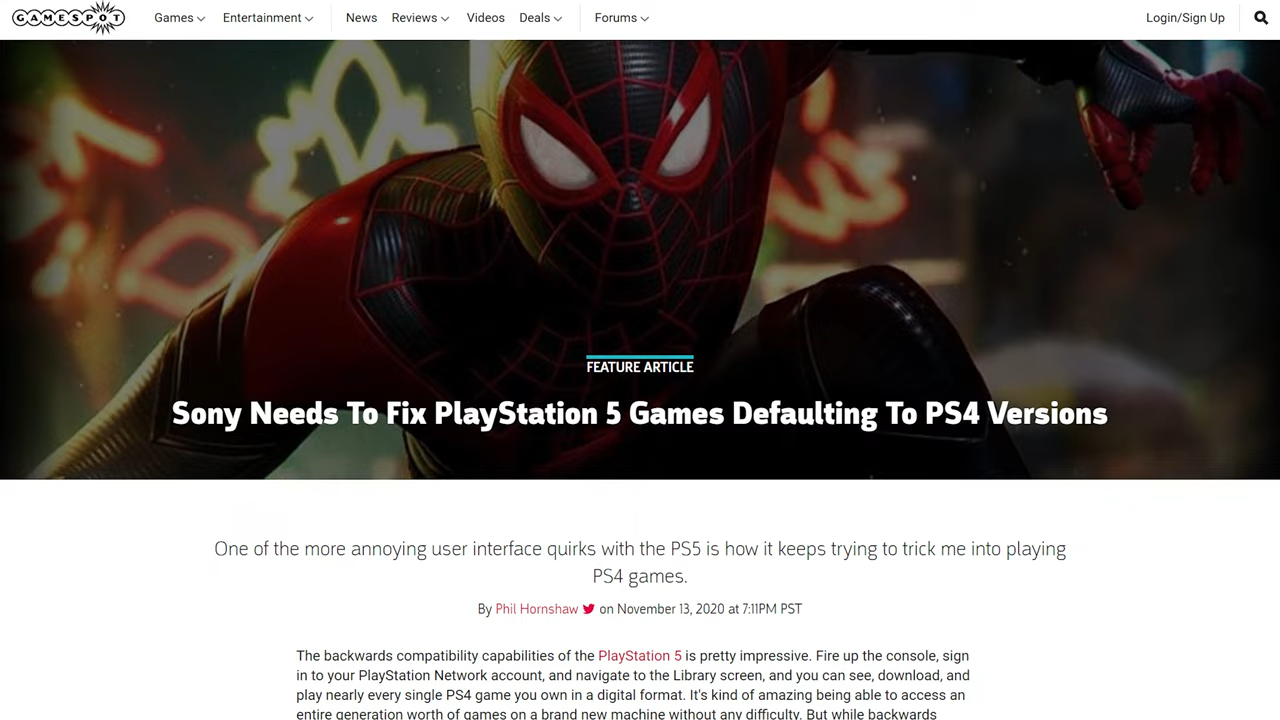 GAMESPOT Games Entertainment News Reviews Videos Deals Forums Login/Sign Up
FEATURE ARTICLE
Sony Needs To Fix PlayStation 5 Games Defaulting To PS4 Versions
One of the more annoying user interface quirks with the PS5 is how it keeps trying to trick me into playing
PS4 games.
By Phil Hornshaw on November 13, 2020 at 7:11PM PST
The backwards compatibility capabilities of the PlayStation 5 is pretty impressive. Fire up the console, sign
in to your PlayStation Network account, and navigate to the Library screen, and you can see, download, and
play nearly every single PS4 game you own in a digital format. It's kind of amazing being able to access an
entire generation worth of games on a brand new machine without any difficulty. But while backwards